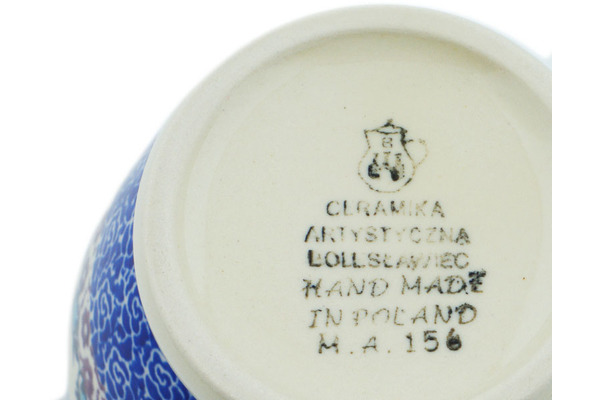 CERAMIKA
ARTYSTYCZNA
BOLESŁAWIEC
HAND MADE
IN POLAND
M.A.156